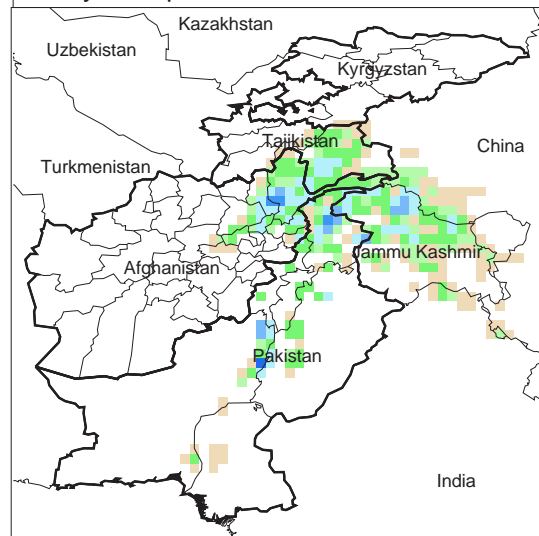 Kazakhstan
Uzbekistan
Kyrgyzstan
Tajikistan
China
Turkmenistan
Jammu Kashmir
Afghanistan
Pakistan
India